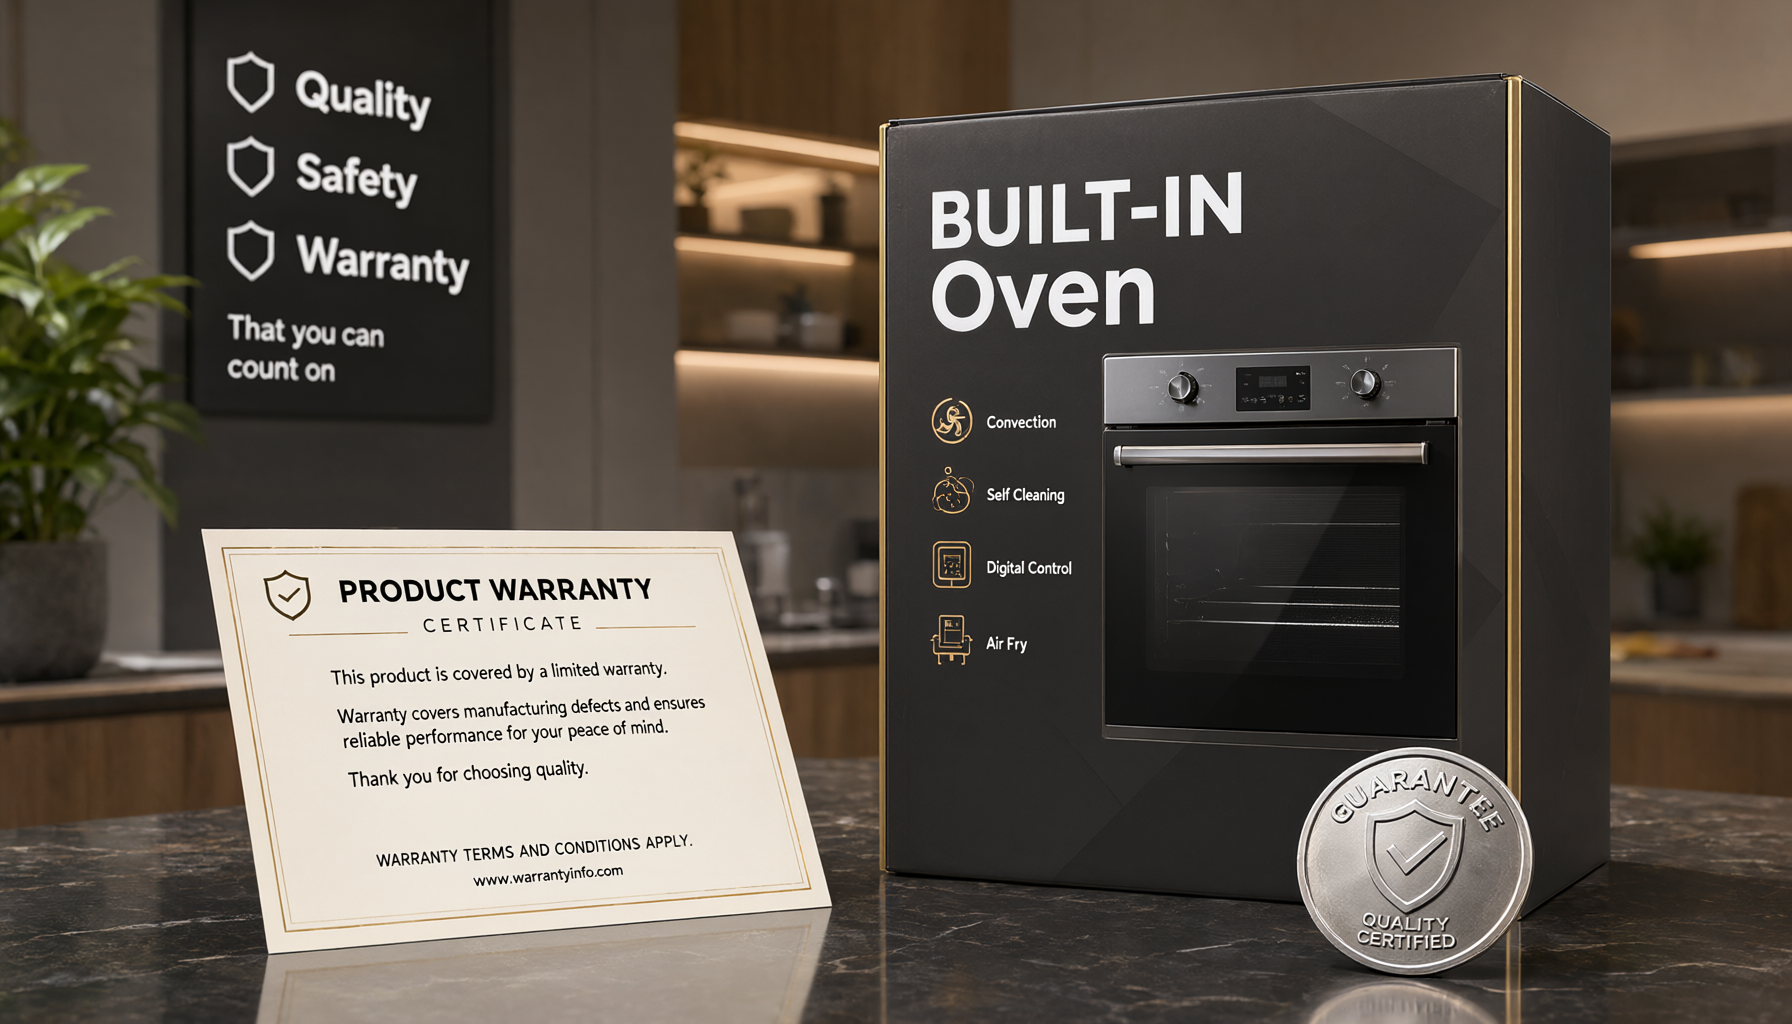 Quality
Safety
Warranty
That you can
count on
BUILT-IN
Oven
Convection
Self Cleaning
Digital Control
Air Fry
PRODUCT WARRANTY
CERTIFICATE
This product is covered by a limited warranty.
Warranty covers manufacturing defects and ensures
reliable performance for your peace of mind.
Thank you for choosing quality.
WARRANTY TERMS AND CONDITIONS APPLY.
www.warrantyinfo.com
GUARANTEE
QUALITY
CERTIFIED